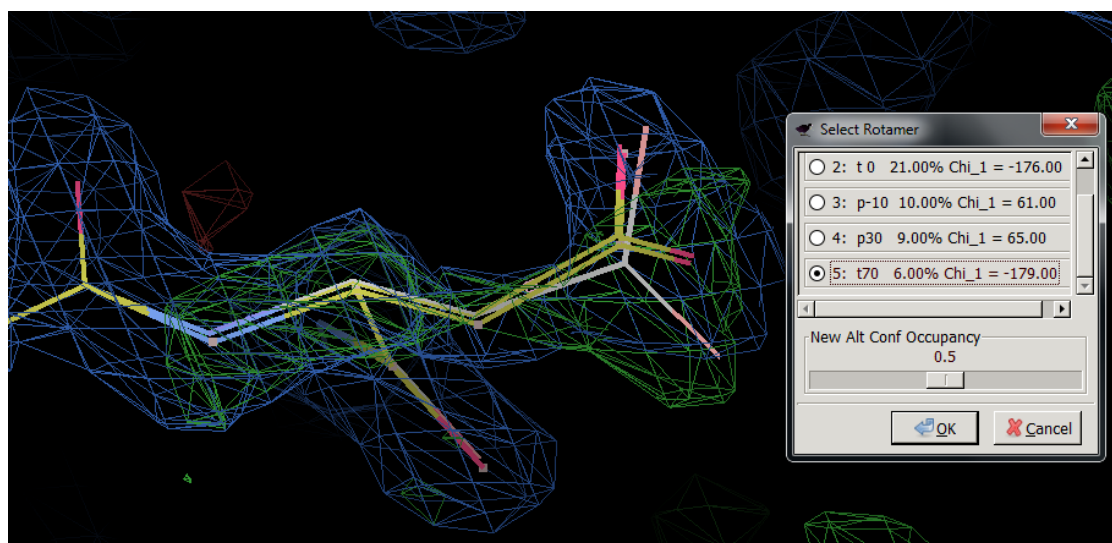 Select Rotamer
2: t 0 21.00% Chi_1 = -176.00
3: p-10 10.00% Chi_1 = 61.00
4: p30 9.00% Chi_1 = 65.00
5: t70 6.00% Chi_1 = -179.00
New Alt Conf Occupancy
0.5
OK Cancel